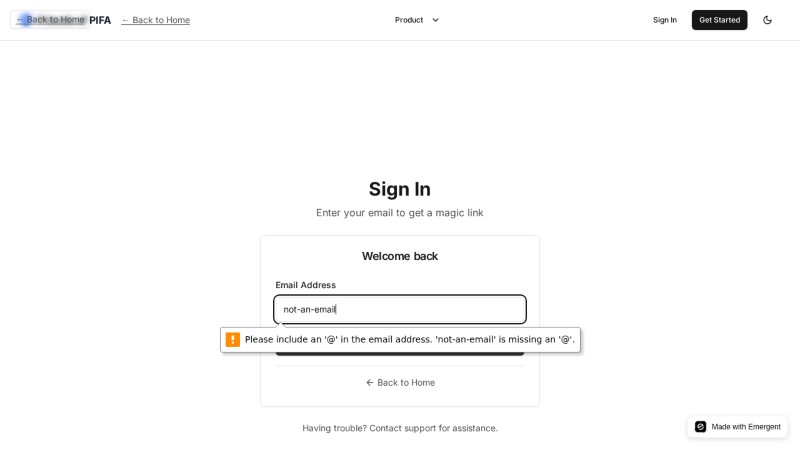 ← Back to Home
PIFA
← Back to Home
Product
Sign In
Get Started
Sign In
Enter your email to get a magic link
Welcome back
Email Address
not-an-email
Please include an '@' in the email address. 'not-an-email' is missing an '@'.
← Back to Home
Having trouble? Contact support for assistance.
Made with Emergent